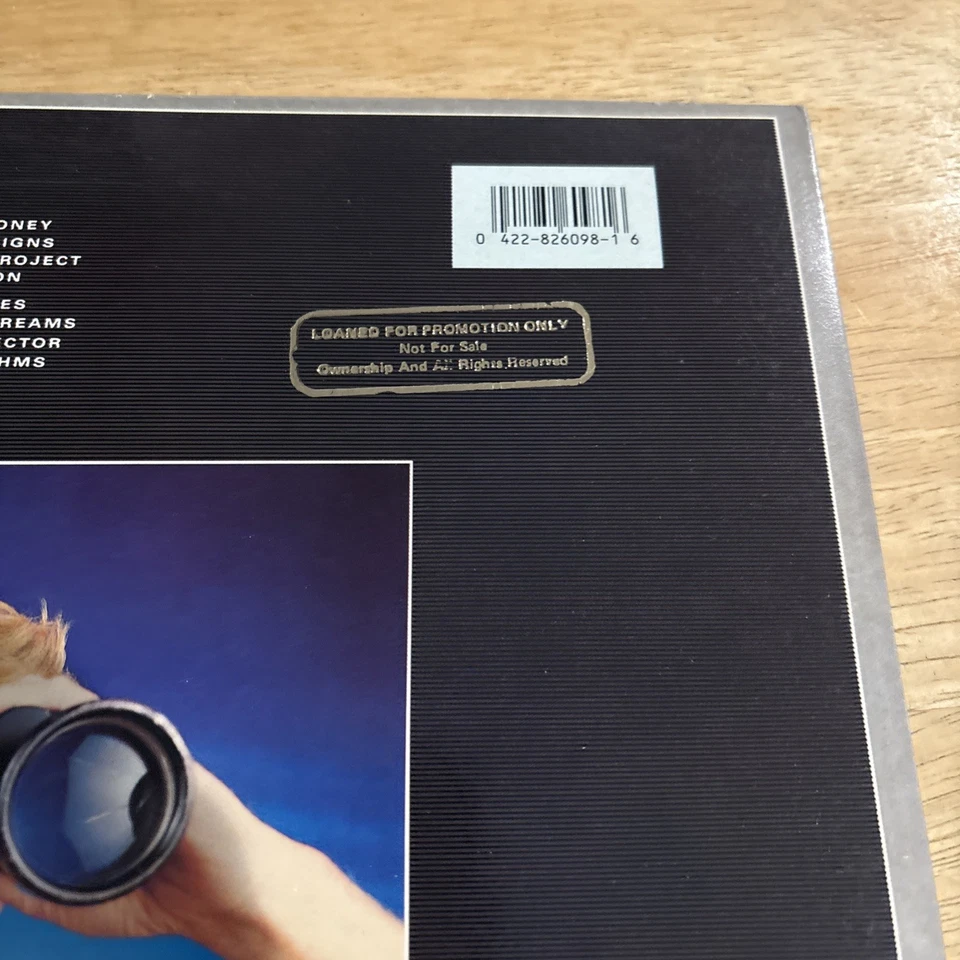 ONEY
IGNS
ROJECT
ON
ES
REAMS
ECTOR
HMS
0 422-826098-1 6
LOANED FOR PROMOTION ONLY
Not For Sale
Ownership And All Rights Reserved